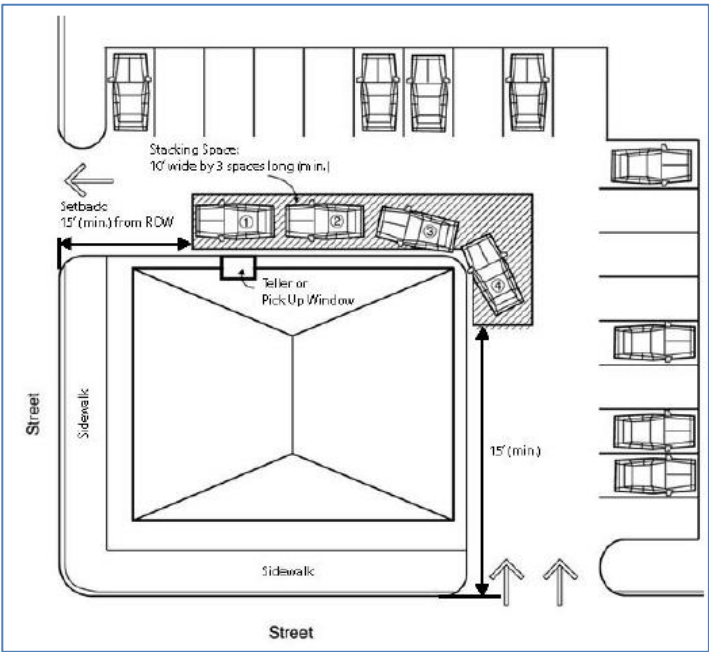 Stacking Space:
10' wide by 3 spaces long (min.)
Setback:
15' (min.) from ROW
①
②
③
④
Teller or
Pick Up Window
Street
Sidewalk
15' (min.)
Sidewalk
Street